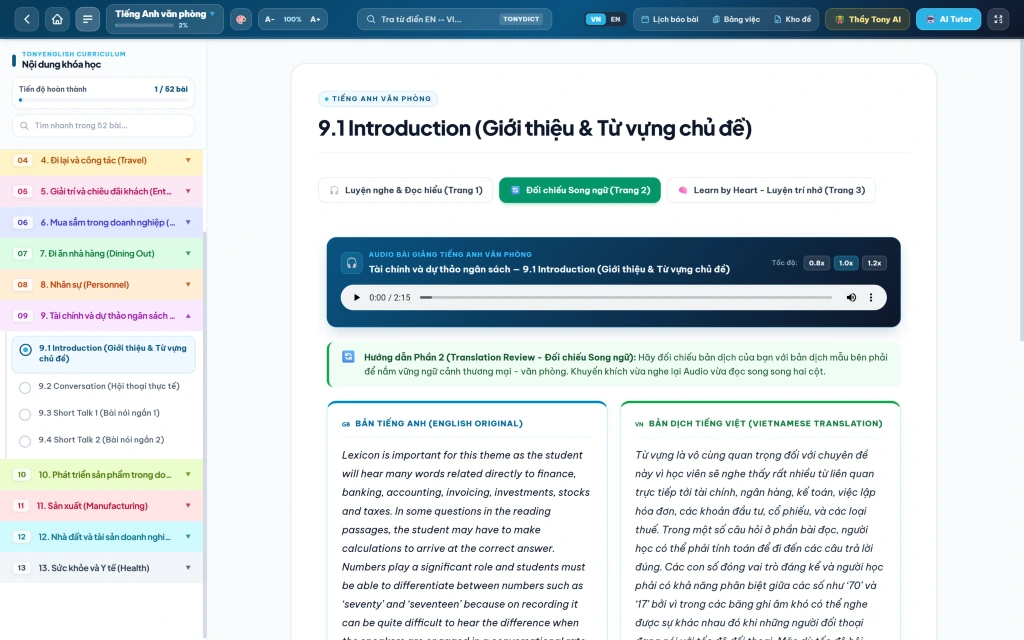 Tiếng Anh văn phòng
2%
A-
100%
A+
Tra từ điển EN ↔ VI...
TONYDICT
VN
EN
Lịch báo bài
Bảng việc
Kho đề
Thầy Tony AI
AI Tutor
TONYENGLISH CURRICULUM
Nội dung khóa học
Tiến độ hoàn thành
1 / 52 bài
Tìm nhanh trong 52 bài...
04 4. Đi lại và công tác (Travel)
05 5. Giải trí và chiêu đãi khách (Ent...
06 6. Mua sắm trong doanh nghiệp (...
07 7. Đi ăn nhà hàng (Dining Out)
08 8. Nhân sự (Personnel)
09 9. Tài chính và dự thảo ngân sách ...
9.1 Introduction (Giới thiệu & Từ vựng
chủ đề)
9.2 Conversation (Hội thoại thực tế)
9.3 Short Talk 1 (Bài nói ngắn 1)
9.4 Short Talk 2 (Bài nói ngắn 2)
10 10. Phát triển sản phẩm trong do...
11 11. Sản xuất (Manufacturing)
12 12. Nhà đất và tài sản doanh nghi...
13 13. Sức khỏe và Y tế (Health)
TIẾNG ANH VĂN PHÒNG
9.1 Introduction (Giới thiệu & Từ vựng chủ đề)
Luyện nghe & Đọc hiểu (Trang 1)
Đối chiếu Song ngữ (Trang 2)
Learn by Heart - Luyện trí nhớ (Trang 3)
AUDIO BÀI GIẢNG TIẾNG ANH VĂN PHÒNG
Tài chính và dự thảo ngân sách — 9.1 Introduction (Giới thiệu & Từ vựng chủ đề)
Tốc độ:
0.8x
1.0x
1.2x
0:00 / 2:15
Hướng dẫn Phần 2 (Translation Review - Đối chiếu Song ngữ): Hãy đối chiếu bản dịch của bạn với bản dịch mẫu bên phải
để nắm vững ngữ cảnh thương mại - văn phòng. Khuyến khích vừa nghe lại Audio vừa đọc song song hai cột.
GB BẢN TIẾNG ANH (ENGLISH ORIGINAL)
Lexicon is important for this theme as the student
will hear many words related directly to finance,
banking, accounting, invoicing, investments, stocks
and taxes. In some questions in the reading
passages, the student may have to make
calculations to arrive at the correct answer.
Numbers play a significant role and students must
be able to differentiate between numbers such as
‘seventy’ and ‘seventeen’ because on recording it
can be quite difficult to hear the difference when
the speakers are engaged in a conversational rate
VN BẢN DỊCH TIẾNG VIỆT (VIETNAMESE TRANSLATION)
Từ vựng là vô cùng quan trọng đối với chuyên đề
này vì học viên sẽ nghe thấy rất nhiều từ liên quan
trực tiếp tới tài chính, ngân hàng, kế toán, việc lập
hóa đơn, các khoản đầu tư, cổ phiếu, và các loại
thuế. Trong một số câu hỏi ở phần bài đọc, người
học có thể phải tính toán để đi đến các câu trả lời
đúng. Các con số đóng vai trò đáng kể và người học
phải có khả năng phân biệt giữa các số như ‘70’ và
‘17’ bởi vì trong các băng ghi âm khó có thể nghe
được sự khác nhau đó khi những người đối thoại
đang nói với tốc độ đối thoại. Mặc dù tốc độ hội